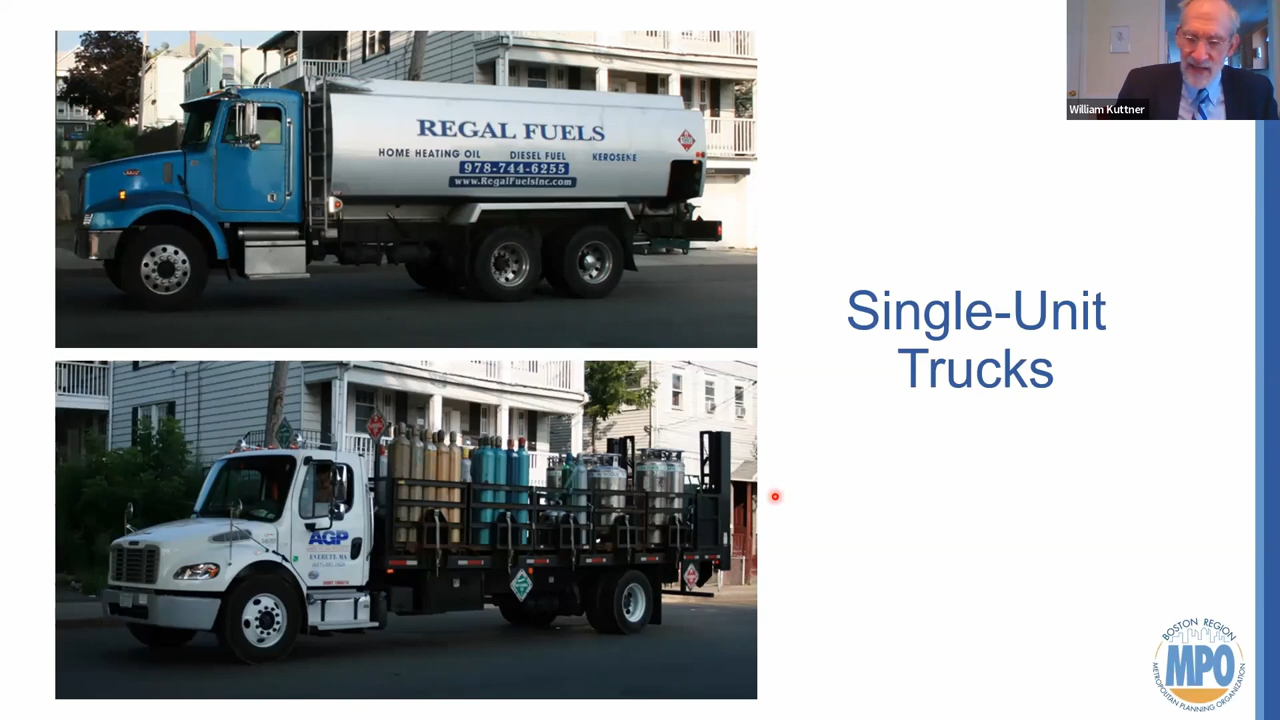 William Kuttner
REGAL FUELS
HOME HEATING OIL DIESEL FUEL KEROSENE
978-744-6255
www.RegalFuelsInc.com
Single-Unit
Trucks
AGP
EVERETT, MA
BOSTON REGION
MPO
METROPOLITAN PLANNING ORGANIZATION